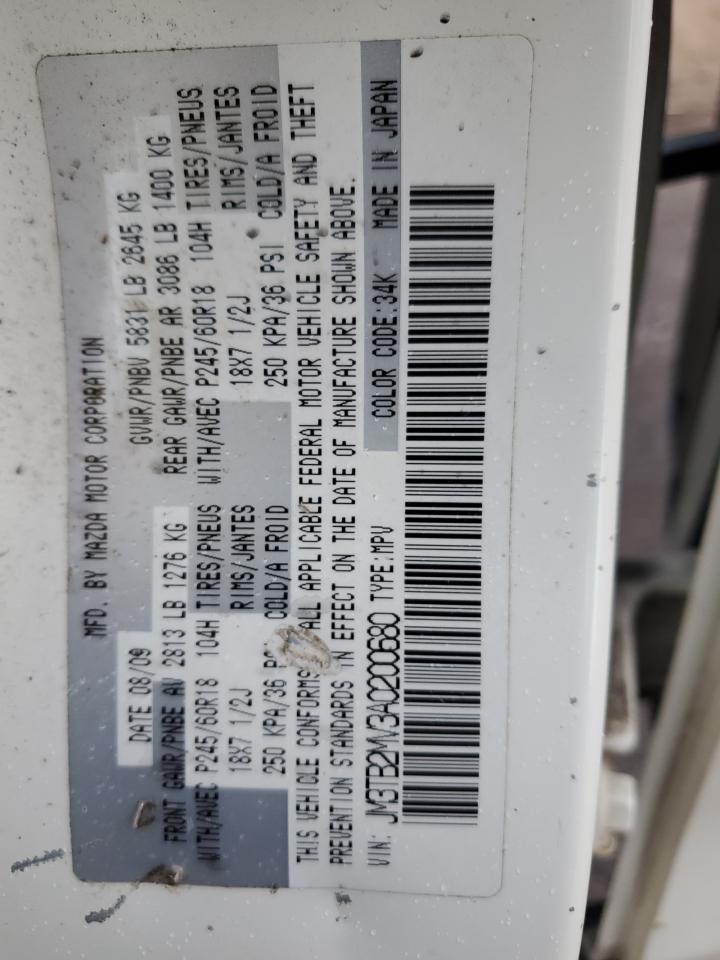 MFD. BY MAZDA MOTOR CORPORATION
DATE 08/09 GVWR/PNBV 5831 LB 2645 KG
FRONT GAWR/PNBE AV 2813 LB 1276 KG REAR GAWR/PNBE AR 3086 LB 1400 KG
WITH/AVEC P245/60R18 104H TIRES/PNEUS WITH/AVEC P245/60R18 104H TIRES/PNEUS
18X7 1/2J RIMS/JANTES 18X7 1/2J RIMS/JANTES
250 KPA/36 PSI COLD/A FROID 250 KPA/36 PSI COLD/A FROID
THIS VEHICLE CONFORMS ALL APPLICABLE FEDERAL MOTOR VEHICLE SAFETY AND THEFT
PREVENTION STANDARDS IN EFFECT ON THE DATE OF MANUFACTURE SHOWN ABOVE.
VIN: JM3TB2MV3A0200680 TYPE:MPV COLOR CODE:34K MADE IN JAPAN